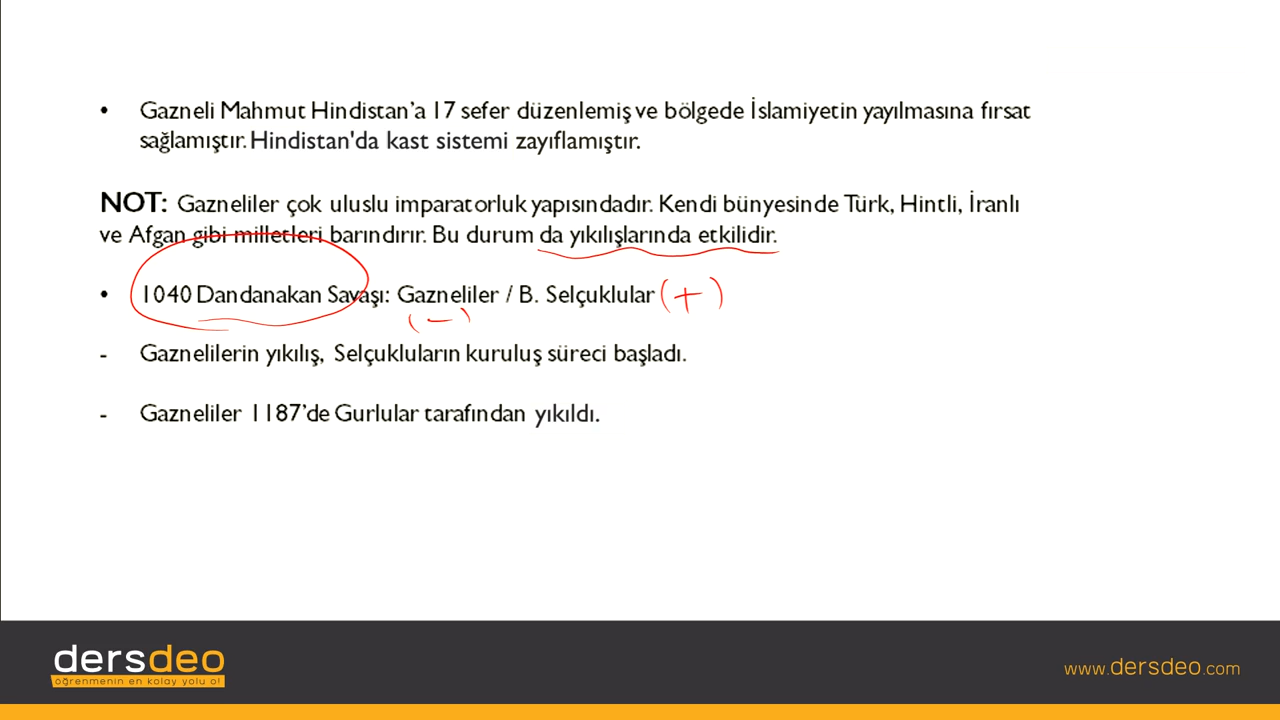 • Gazneli Mahmut Hindistan'a 17 sefer düzenlemiş ve bölgede İslamiyetin yayılmasına fırsat
sağlamıştır. Hindistan'da kast sistemi zayıflamıştır.
NOT: Gazneliler çok uluslu imparatorluk yapısındadır. Kendi bünyesinde Türk, Hintli, İranlı
ve Afgan gibi milletleri barındırır. Bu durum da yıkılışlarında etkilidir.
• 1040 Dandanakan Savaşı: Gazneliler / B. Selçuklular (+)
(-)
- Gaznelilerin yıkılış, Selçukluların kuruluş süreci başladı.
- Gazneliler 1187'de Gurlular tarafından yıkıldı.
dersdeo
öğrenmenin en kolay yolu o!
www.dersdeo.com